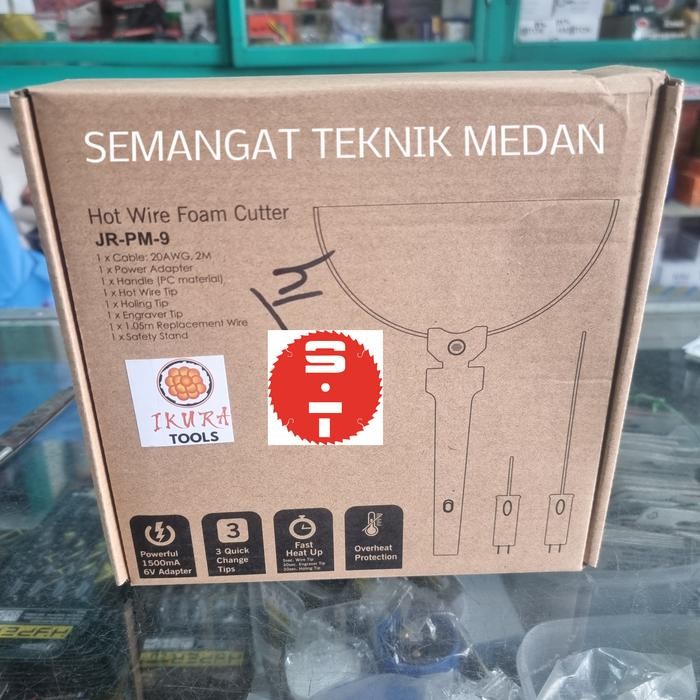 SEMANGAT TEKNIK MEDAN
Hot Wire Foam Cutter
JR-PM-9
1 x Cable: 20AWG, 2M
1 x Power Adapter
1 x Handle (PC material)
1 x Hot Wire Tip
1 x Holing Tip
1 x Engraver Tip
1 x 1.05m Replacement Wire
1 x Safety Stand
IKURA
TOOLS
S·T
Powerful
1500mA
6V Adapter
3
3 Quick
Change
Tips
Fast
Heat Up
Overheat
Protection